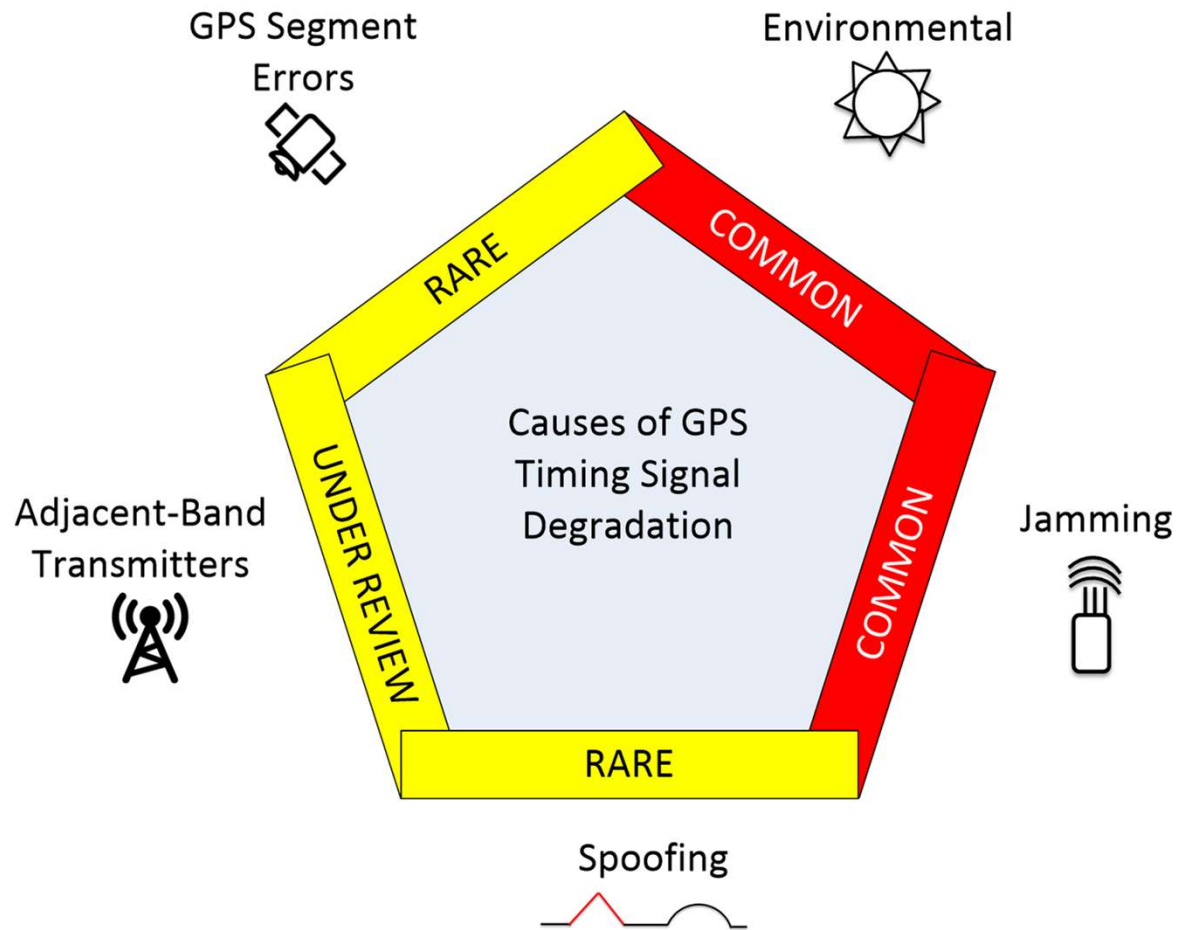 GPS Segment
Errors
Environmental
RARE
COMMON
Causes of GPS
Timing Signal
Degradation
UNDER REVIEW
COMMON
Adjacent-Band
Transmitters
Jamming
RARE
Spoofing